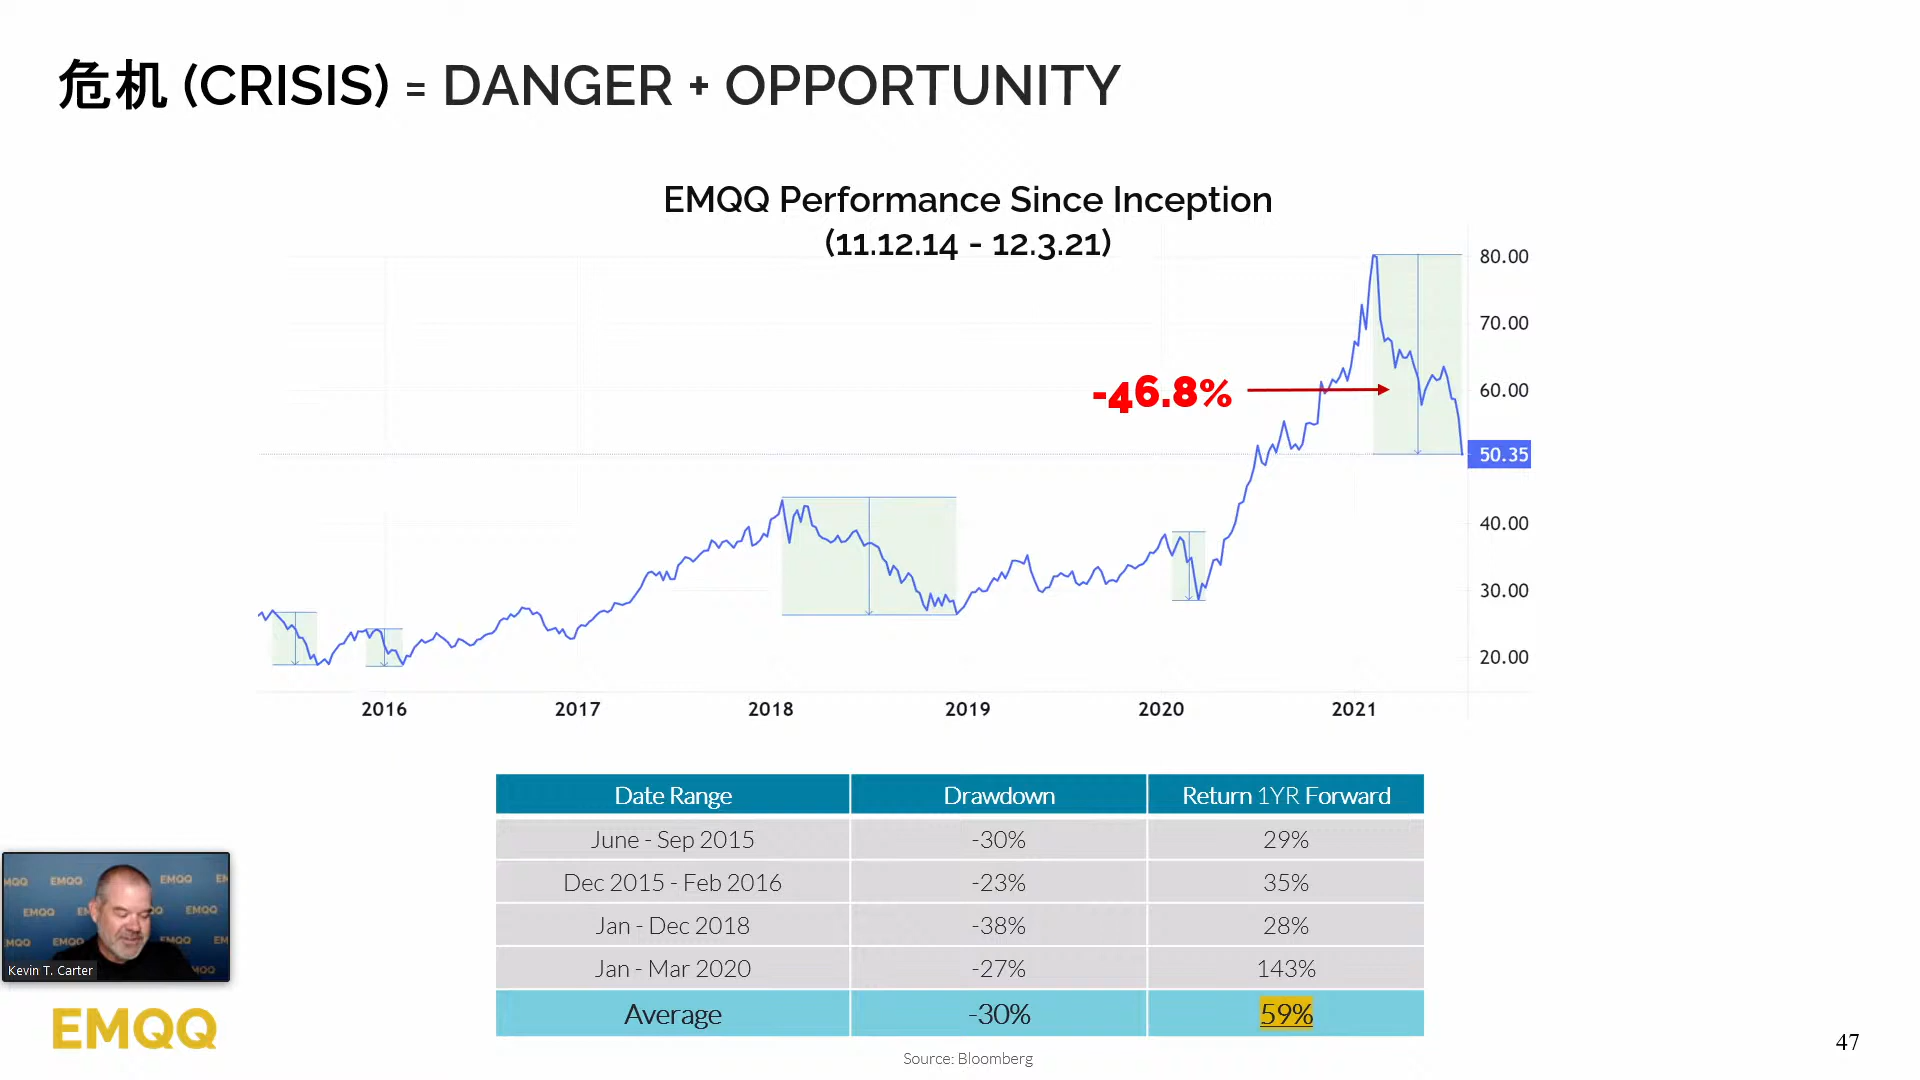 危机 (CRISIS) = DANGER + OPPORTUNITY
EMQQ Performance Since Inception
(11.12.14 - 12.3.21)
80.00
70.00
-46.8%
60.00
50.35
40.00
30.00
20.00
2016 2017 2018 2019 2020 2021
Date Range Drawdown Return 1YR Forward
June - Sep 2015 -30% 29%
Dec 2015 - Feb 2016 -23% 35%
Jan - Dec 2018 -38% 28%
Jan - Mar 2020 -27% 143%
Average -30% 59%
Source: Bloomberg
Kevin T. Carter
EMQQ
47